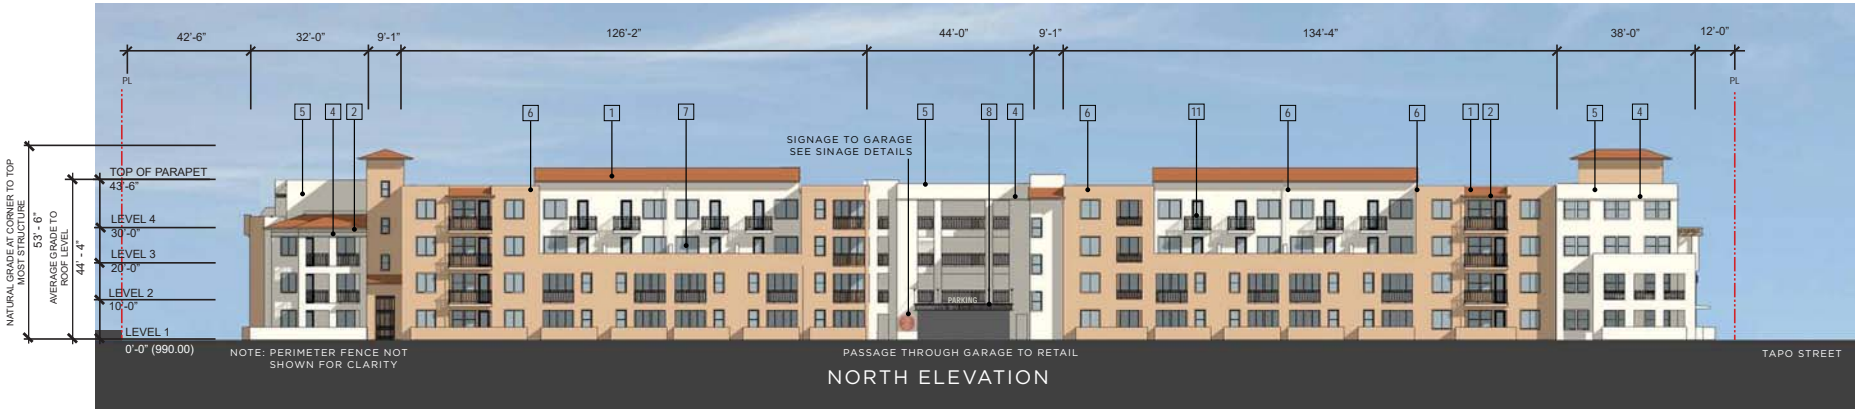 42'-6"
32'-0"
9'-1"
126'-2"
44'-0"
9'-1"
134'-4"
38'-0"
12'-0"
PL
PL
5
4
2
6
1
7
5
8
4
6
11
6
6
1
2
5
4
SIGNAGE TO GARAGE
SEE SINAGE DETAILS
NATURAL GRADE AT CORNER TO TOP
MOST STRUCTURE
53'-6"
AVERAGE GRADE TO
ROOF LEVEL
44'-4"
TOP OF PARAPET
43'-6"
LEVEL 4
30'-0"
LEVEL 3
20'-0"
LEVEL 2
10'-0"
LEVEL 1
0'-0" (990.00)
PARKING
NOTE: PERIMETER FENCE NOT
SHOWN FOR CLARITY
PASSAGE THROUGH GARAGE TO RETAIL
TAPO STREET
NORTH ELEVATION